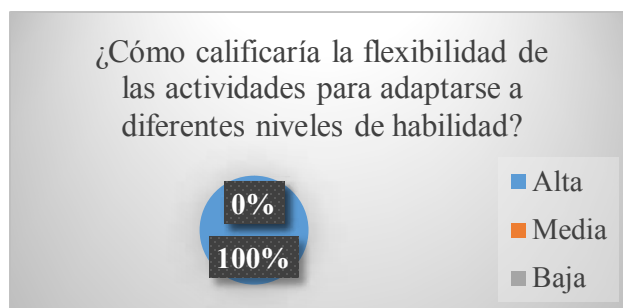 ¿Cómo calificaría la flexibilidad de
las actividades para adaptarse a
diferentes niveles de habilidad?
0%
100%
Alta
Media
Baja